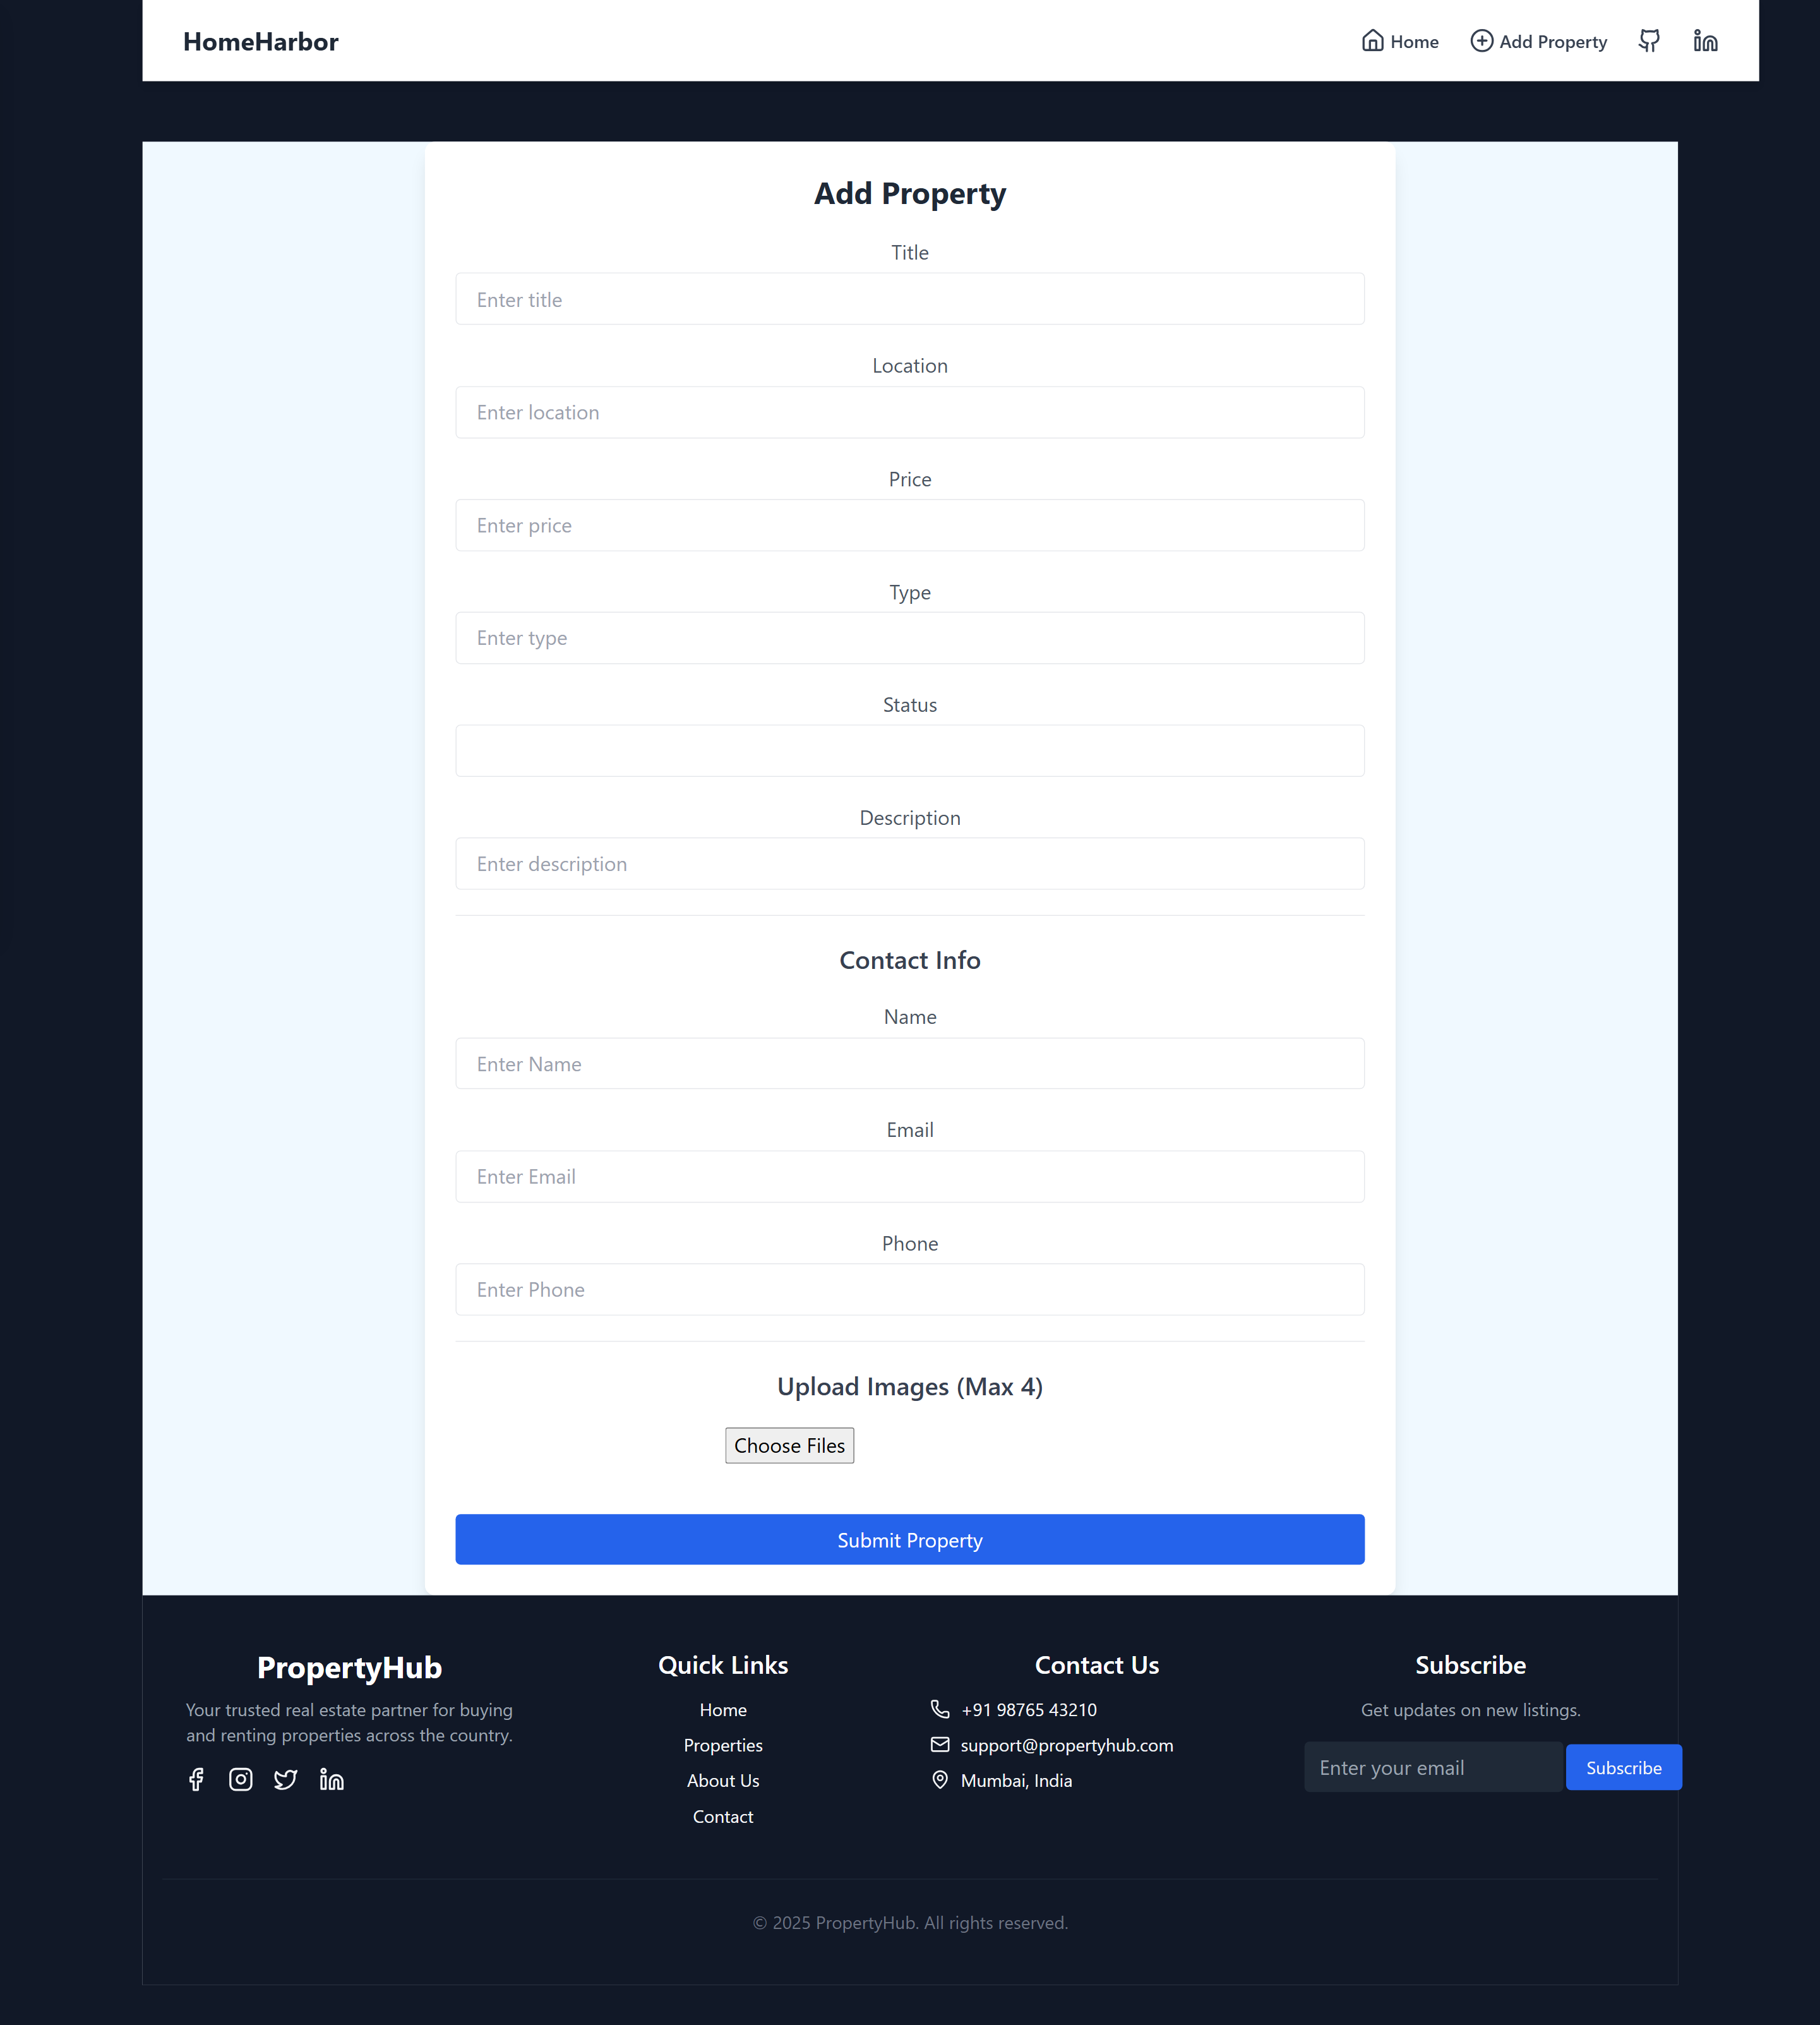 HomeHarbor
Home
Add Property
Add Property
Title
Enter title
Location
Enter location
Price
Enter price
Type
Enter type
Status
Description
Enter description
Contact Info
Name
Enter Name
Email
Enter Email
Phone
Enter Phone
Upload Images (Max 4)
Choose Files
Submit Property
PropertyHub
Your trusted real estate partner for buying
and renting properties across the country.
Quick Links
Home
Properties
About Us
Contact
Contact Us
+91 98765 43210
support@propertyhub.com
Mumbai, India
Subscribe
Get updates on new listings.
Enter your email
Subscribe
© 2025 PropertyHub. All rights reserved.